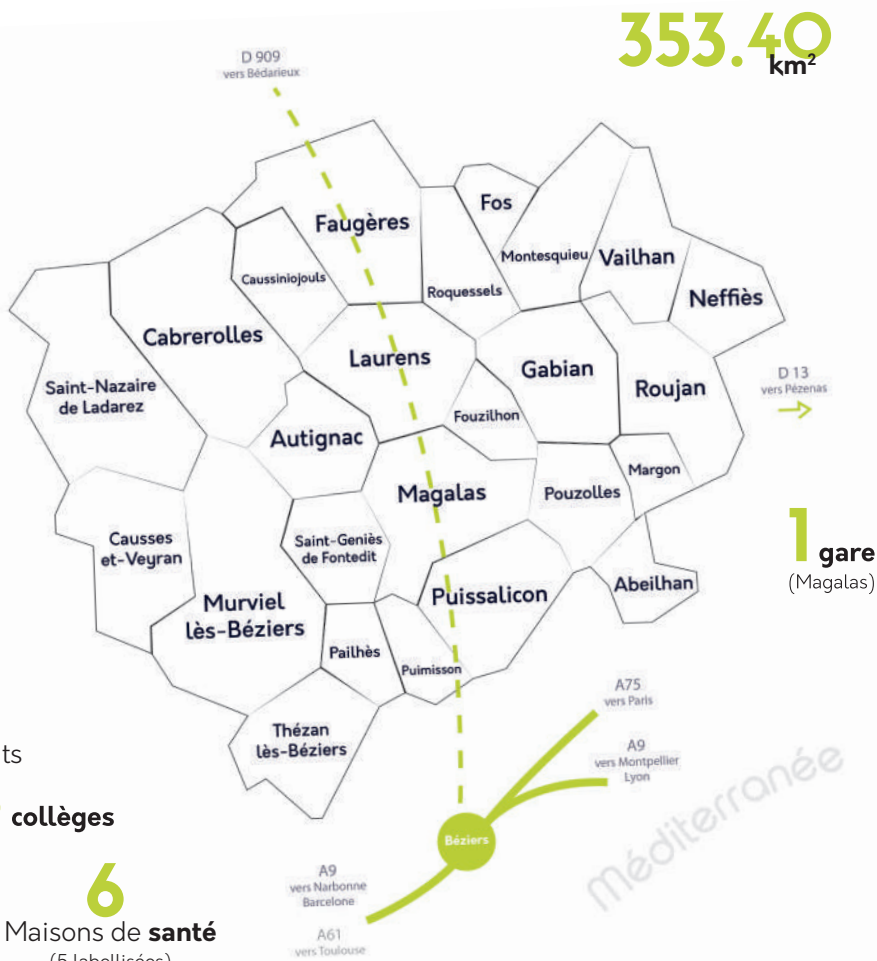 353.40
km²
D 909
vers Bédarieux
Fos
Faugères
Montesquieu
Vailhan
Caussiniojouls
Roquessels
Neffiès
Cabrerolles
Laurens
Gabian
D 13
vers Pézenas
Saint-Nazaire
de Ladarez
Roujan
Fouzilhon
Autignac
Margon
Magalas
Pouzolles
Causses
et-Veyran
Saint-Geniès
de Fontedit
1 gare
(Magalas)
Abeilhan
Puissalicon
Murviel
lès-Béziers
Pailhès
Puimisson
A75
vers Paris
Thézan
lès-Béziers
A9
vers Montpellier
Lyon
ts
collèges
Béziers
méditerranée
6
Maisons de santé
(5 labellisées)
A9
vers Narbonne
Barcelone
A61
vers Toulouse